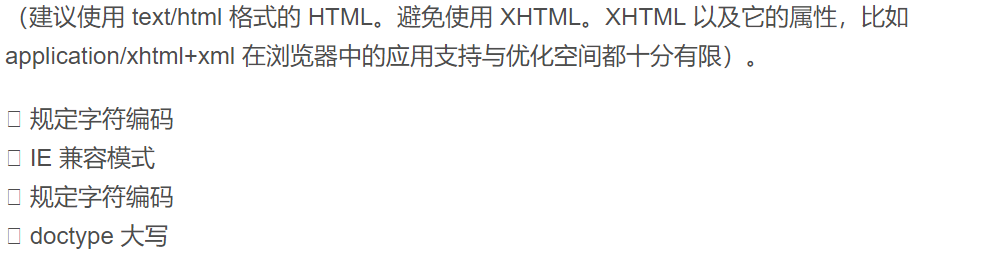 （建议使用 text/html 格式的 HTML。避免使用 XHTML。XHTML 以及它的属性，比如
application/xhtml+xml 在浏览器中的应用支持与优化空间都十分有限）。
 规定字符编码
 IE 兼容模式
 规定字符编码
 doctype 大写